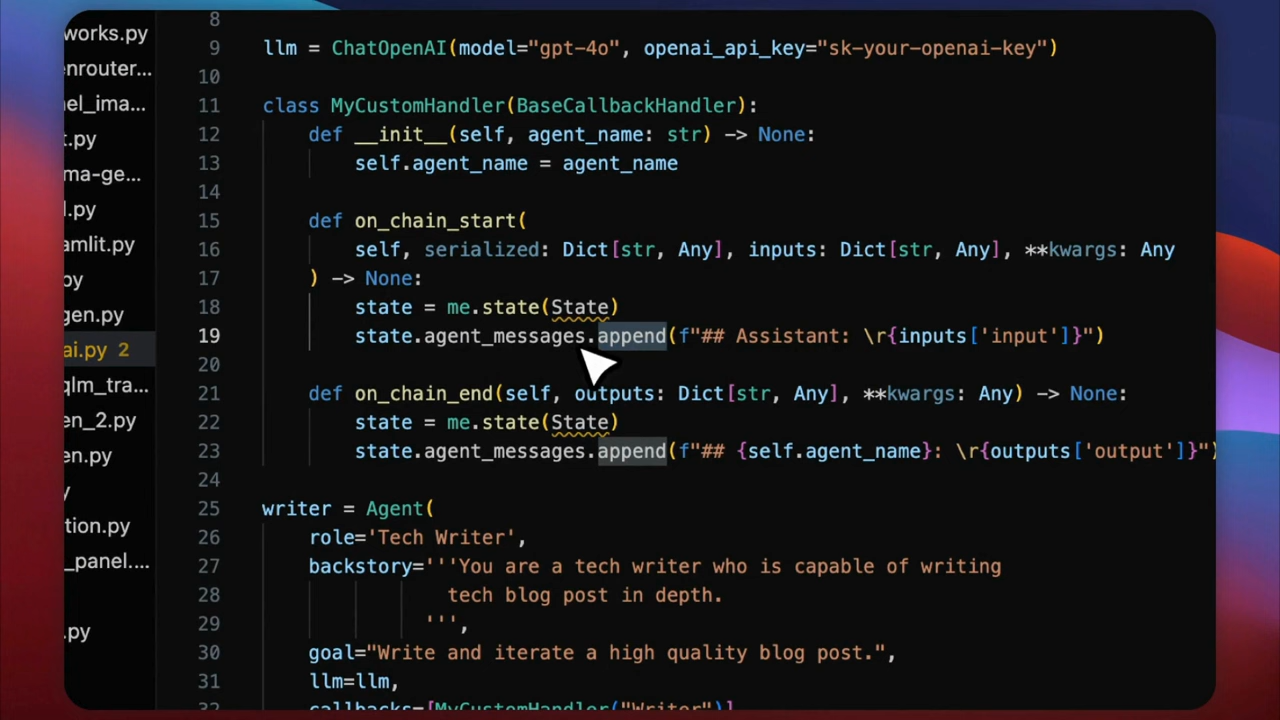 works.py
enrouter...
el_ima...
t.py
ma-ge...
l.py
amlit.py
py
gen.py
ai.py 2
qlm_tra...
en_2.py
en.py
y
tion.py
_panel....
.py
8
9 llm = ChatOpenAI(model="gpt-4o", openai_api_key="sk-your-openai-key")
10
11 class MyCustomHandler(BaseCallbackHandler):
12 def __init__(self, agent_name: str) -> None:
13 self.agent_name = agent_name
14
15 def on_chain_start(
16 self, serialized: Dict[str, Any], inputs: Dict[str, Any], **kwargs: Any
17 ) -> None:
18 state = me.state(State)
19 state.agent_messages.append(f"## Assistant: \r{inputs['input']}")
20
21 def on_chain_end(self, outputs: Dict[str, Any], **kwargs: Any) -> None:
22 state = me.state(State)
23 state.agent_messages.append(f"## {self.agent_name}: \r{outputs['output']}")
24
25 writer = Agent(
26 role='Tech Writer',
27 backstory='''You are a tech writer who is capable of writing
28 tech blog post in depth.
29 ''',
30 goal="Write and iterate a high quality blog post.",
31 llm=llm,
32 callbacks=[MyCustomHandler("Writer")]